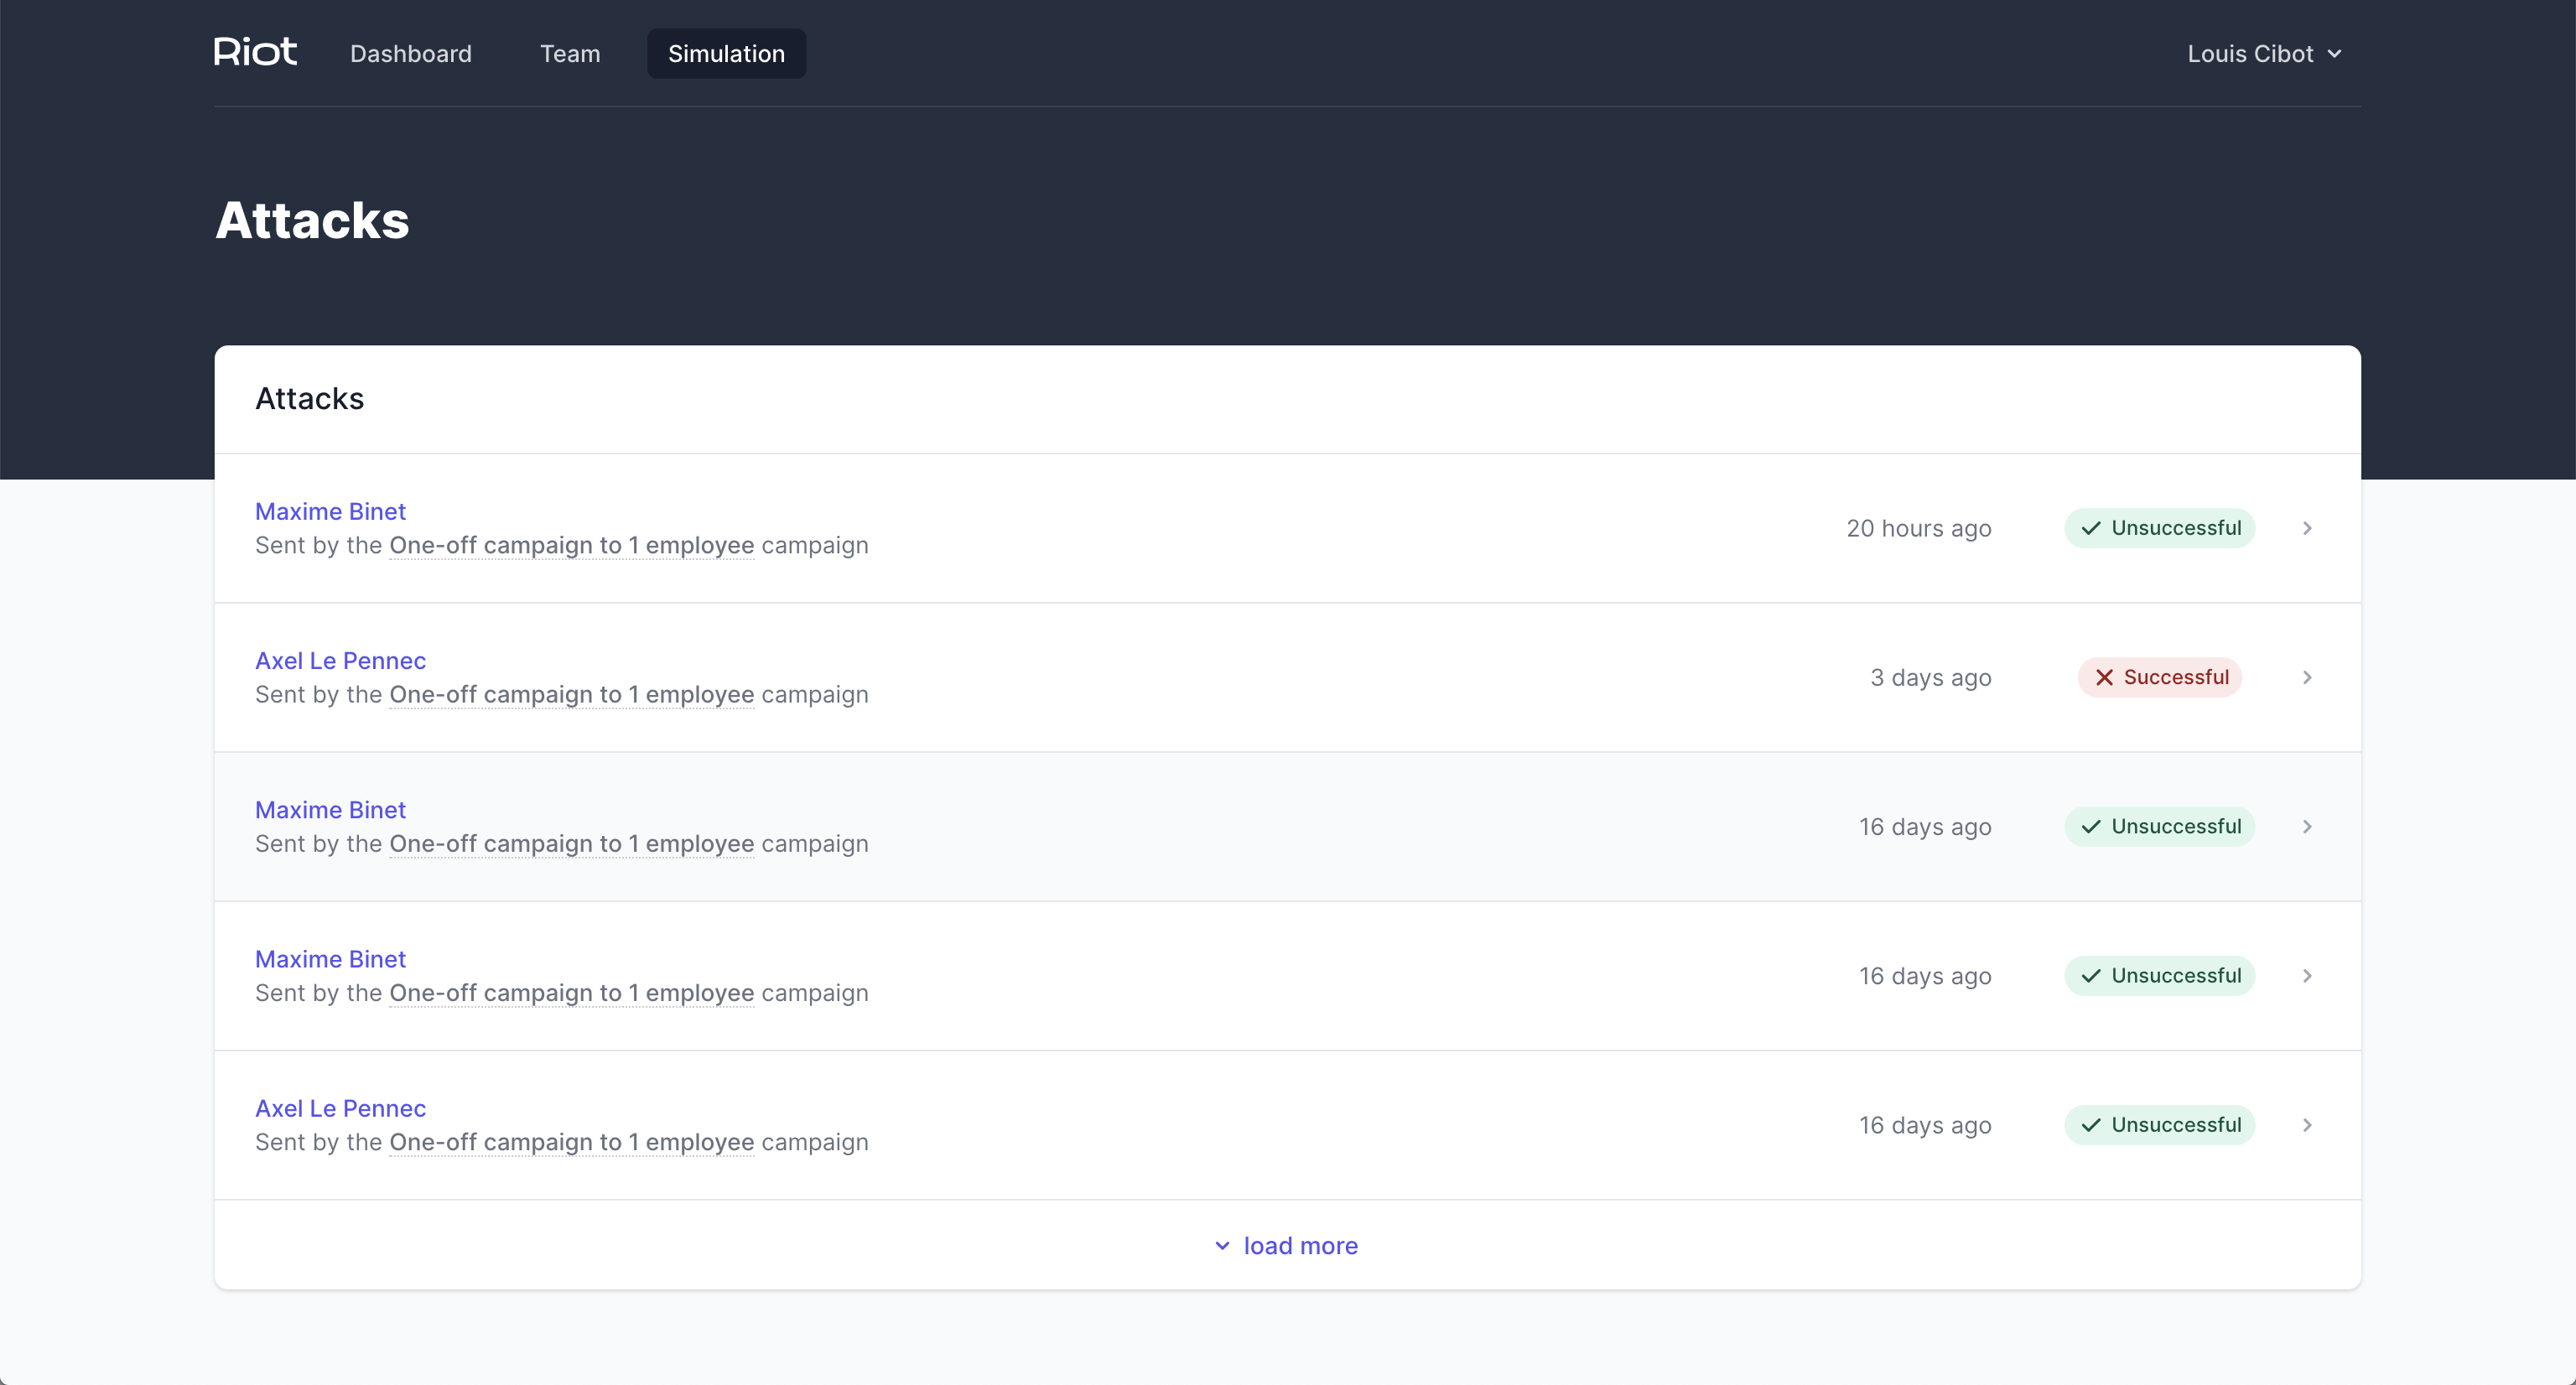 Riot
Dashboard
Team
Simulation
Louis Cibot
Attacks
Attacks
Maxime Binet
Sent by the One-off campaign to 1 employee campaign
20 hours ago
Unsuccessful
Axel Le Pennec
Sent by the One-off campaign to 1 employee campaign
3 days ago
Successful
Maxime Binet
Sent by the One-off campaign to 1 employee campaign
16 days ago
Unsuccessful
Maxime Binet
Sent by the One-off campaign to 1 employee campaign
16 days ago
Unsuccessful
Axel Le Pennec
Sent by the One-off campaign to 1 employee campaign
16 days ago
Unsuccessful
load more